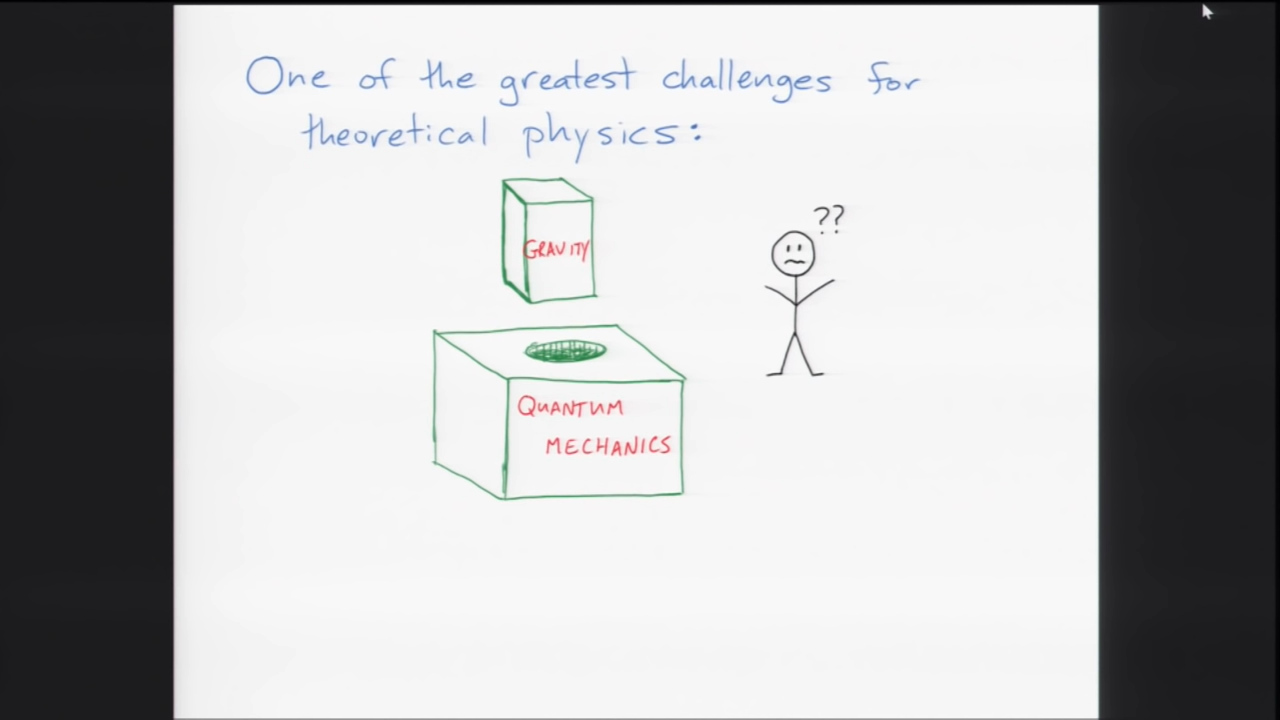 One of the greatest challenges for
theoretical physics:
??
GRAVITY
QUANTUM
MECHANICS